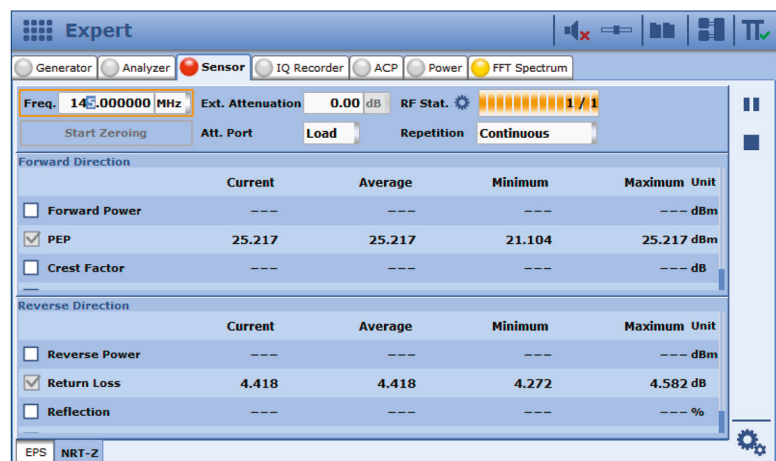 Expert
Generator Analyzer Sensor IQ Recorder ACP Power FFT Spectrum
Freq. 145.000000 MHz Ext. Attenuation 0.00 dB RF Stat. 1 / 1
Start Zeroing Att. Port Load Repetition Continuous
Forward Direction
Current Average Minimum Maximum Unit
Forward Power --- --- --- --- dBm
PEP 25.217 25.217 21.104 25.217 dBm
Crest Factor --- --- --- --- dB
Reverse Direction
Current Average Minimum Maximum Unit
Reverse Power --- --- --- --- dBm
Return Loss 4.418 4.418 4.272 4.582 dB
Reflection --- --- --- --- %
EPS NRT-Z